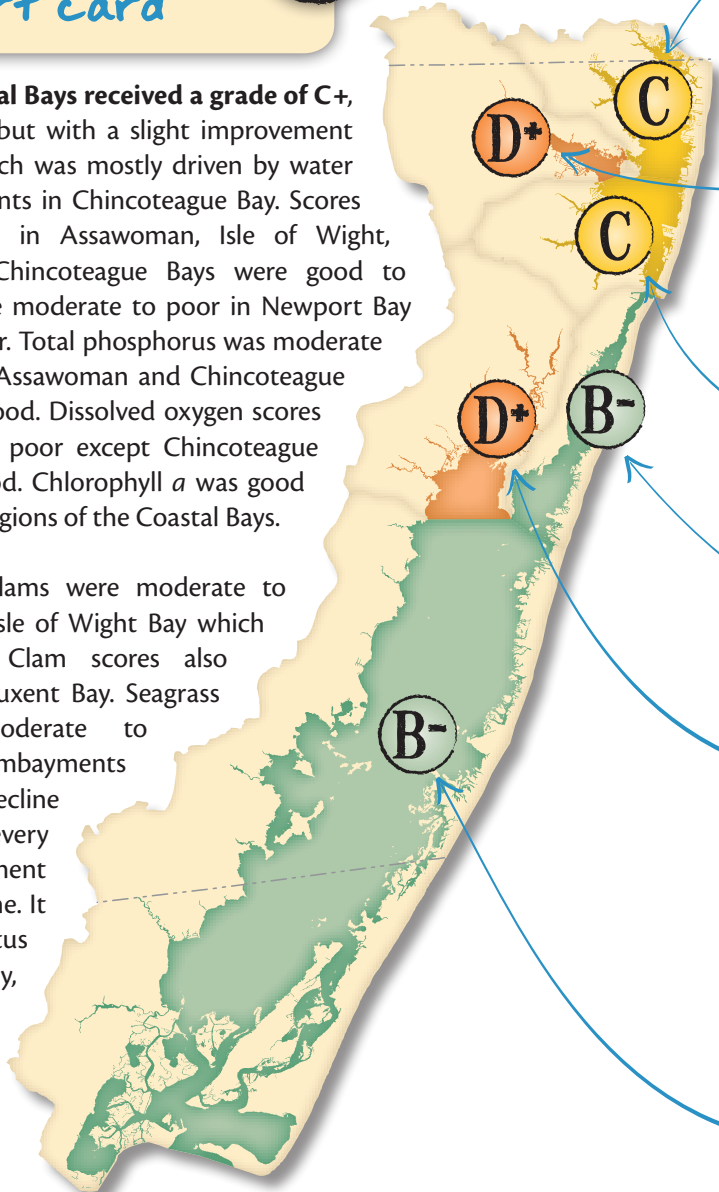 rt card
al Bays received a grade of C+,
but with a slight improvement
ch was mostly driven by water
nts in Chincoteague Bay. Scores
in Assawoman, Isle of Wight,
Chincoteague Bays were good to
e moderate to poor in Newport Bay
r. Total phosphorus was moderate
Assawoman and Chincoteague
ood. Dissolved oxygen scores
poor except Chincoteague
d. Chlorophyll a was good
gions of the Coastal Bays.
lams were moderate to
sle of Wight Bay which
Clam scores also
uxent Bay. Seagrass
oderate to
mbayments
ecline
every
nent
ne. It
tus
y,
C
D+
C
D+
B-
B-